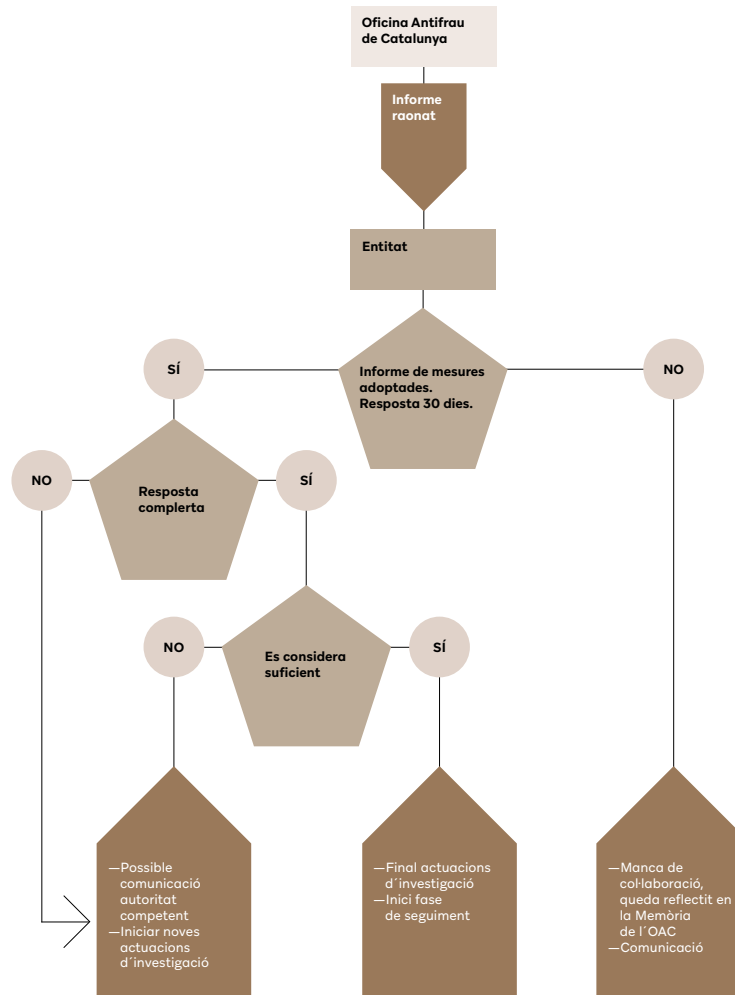 Oficina Antifrau
de Catalunya
Informe
raonat
Entitat
Informe de mesures
adoptades.
Resposta 30 dies.
SÍ
NO
Resposta
complerta
NO
SÍ
Es considera
suficient
NO
SÍ
—Possible
comunicació
autoritat
competent
—Iniciar noves
actuacions
d´investigació
—Final actuacions
d´investigació
—Inici fase
de seguiment
—Manca de
col·laboració,
queda reflectit en
la Memòria
de l´OAC
—Comunicació